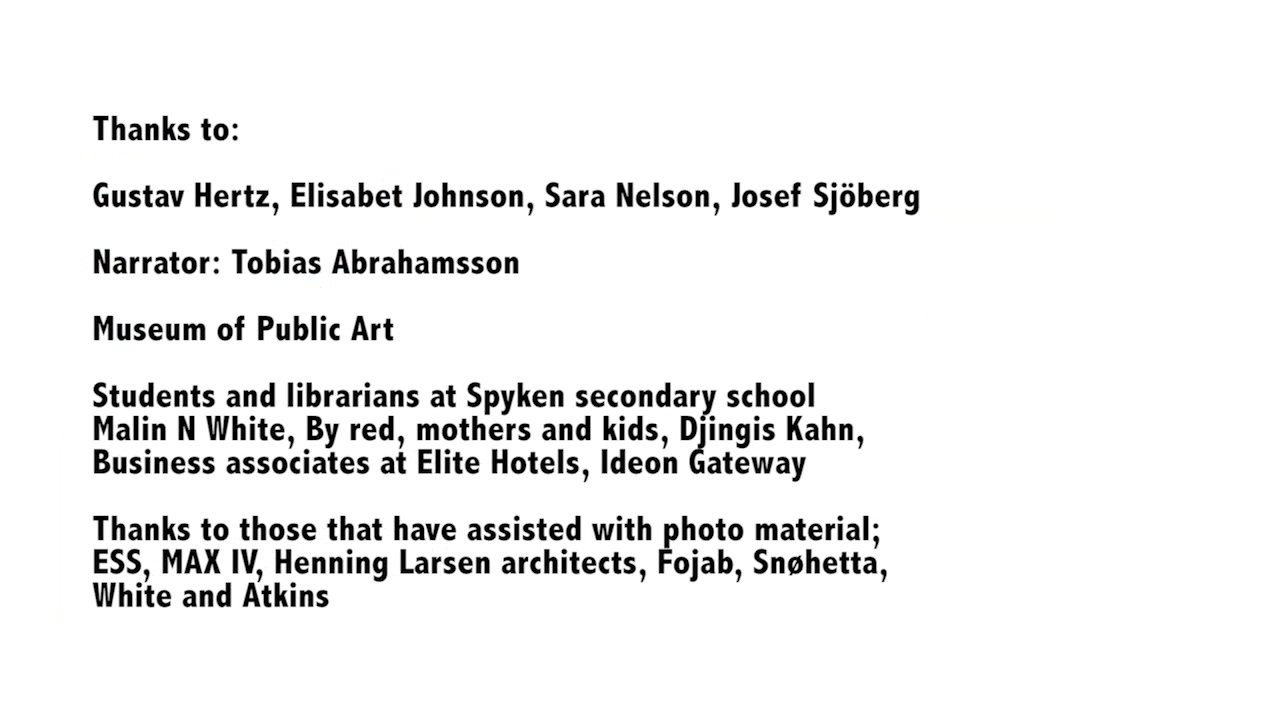 Thanks to:
Gustav Hertz, Elisabet Johnson, Sara Nelson, Josef Sjöberg
Narrator: Tobias Abrahamsson
Museum of Public Art
Students and librarians at Spyken secondary school
Malin N White, By red, mothers and kids, Djingis Kahn,
Business associates at Elite Hotels, Ideon Gateway
Thanks to those that have assisted with photo material;
ESS, MAX IV, Henning Larsen architects, Fojab, Snøhetta,
White and Atkins